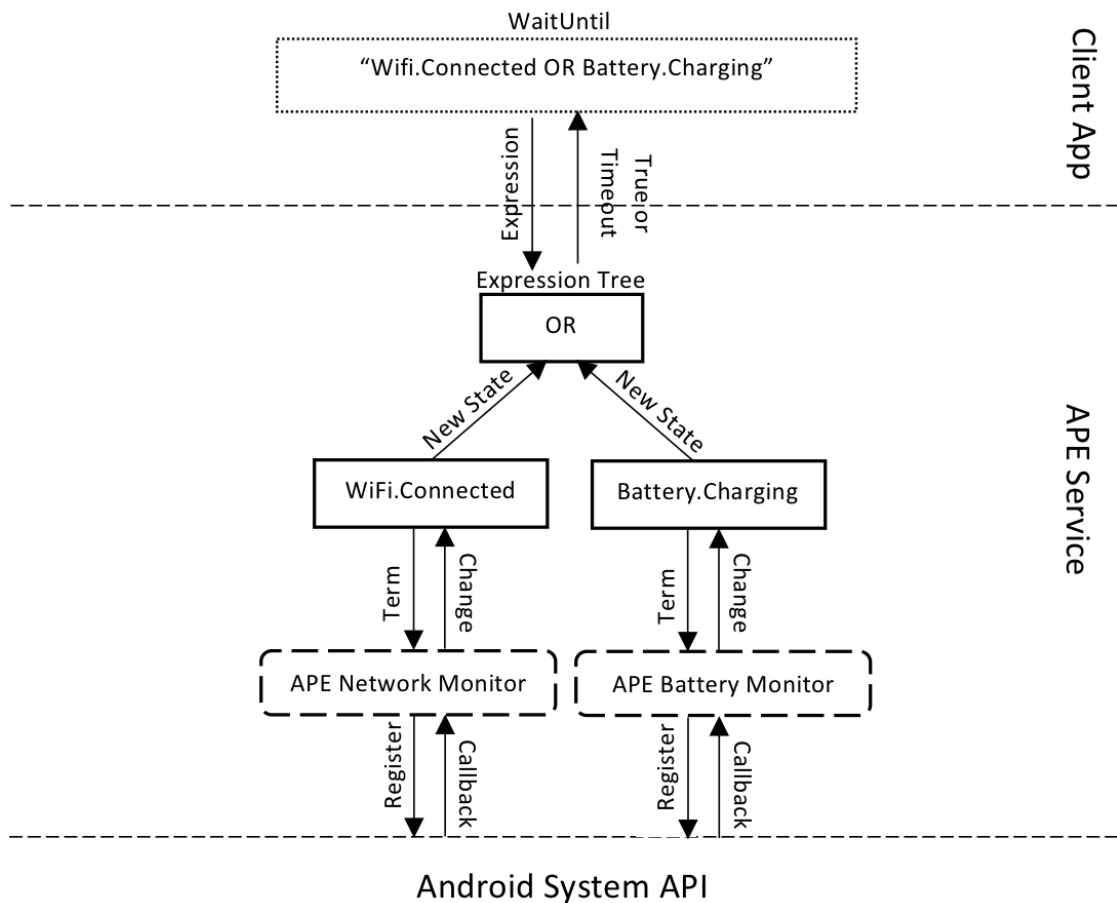 WaitUntil
“Wifi.Connected OR Battery.Charging”
Client App
Expression
True or
Timeout
Expression Tree
OR
New State
New State
APE Service
WiFi.Connected
Battery.Charging
Term
Change
Term
Change
APE Network Monitor
APE Battery Monitor
Register
Callback
Register
Callback
Android System API